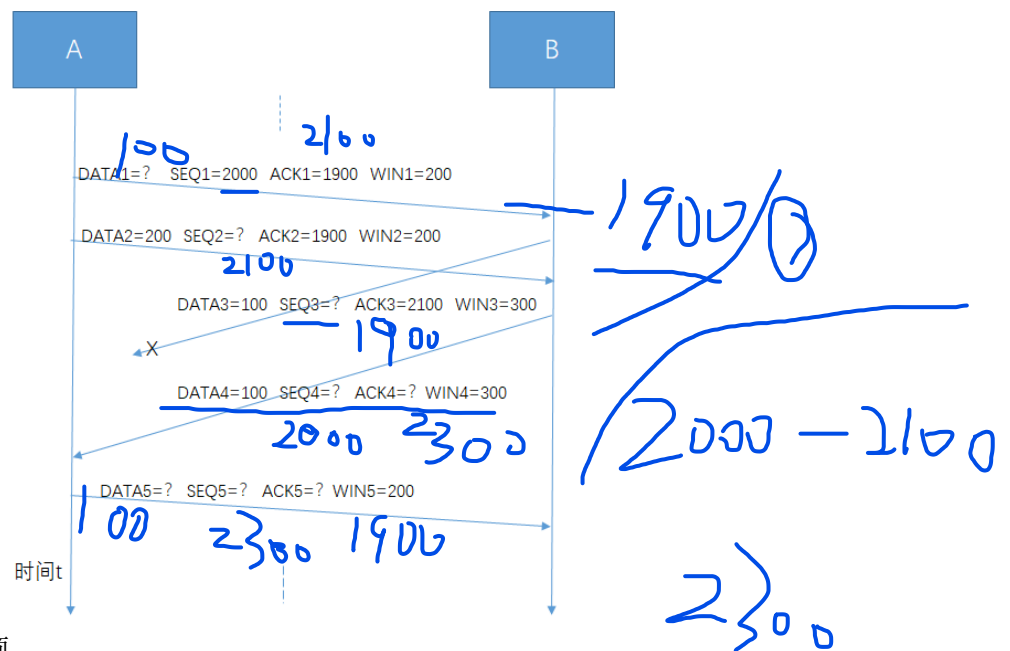 A
B
2100
100
DATA1=? SEQ1=2000 ACK1=1900 WIN1=200
1900/
DATA2=200 SEQ2=? ACK2=1900 WIN2=200
2100
DATA3=100 SEQ3=? ACK3=2100 WIN3=300
1900
X
DATA4=100 SEQ4=? ACK4=? WIN4=300
2000 2300
2000-2100
DATA5=? SEQ5=? ACK5=? WIN5=200
100 2300 1900
时间t
2300